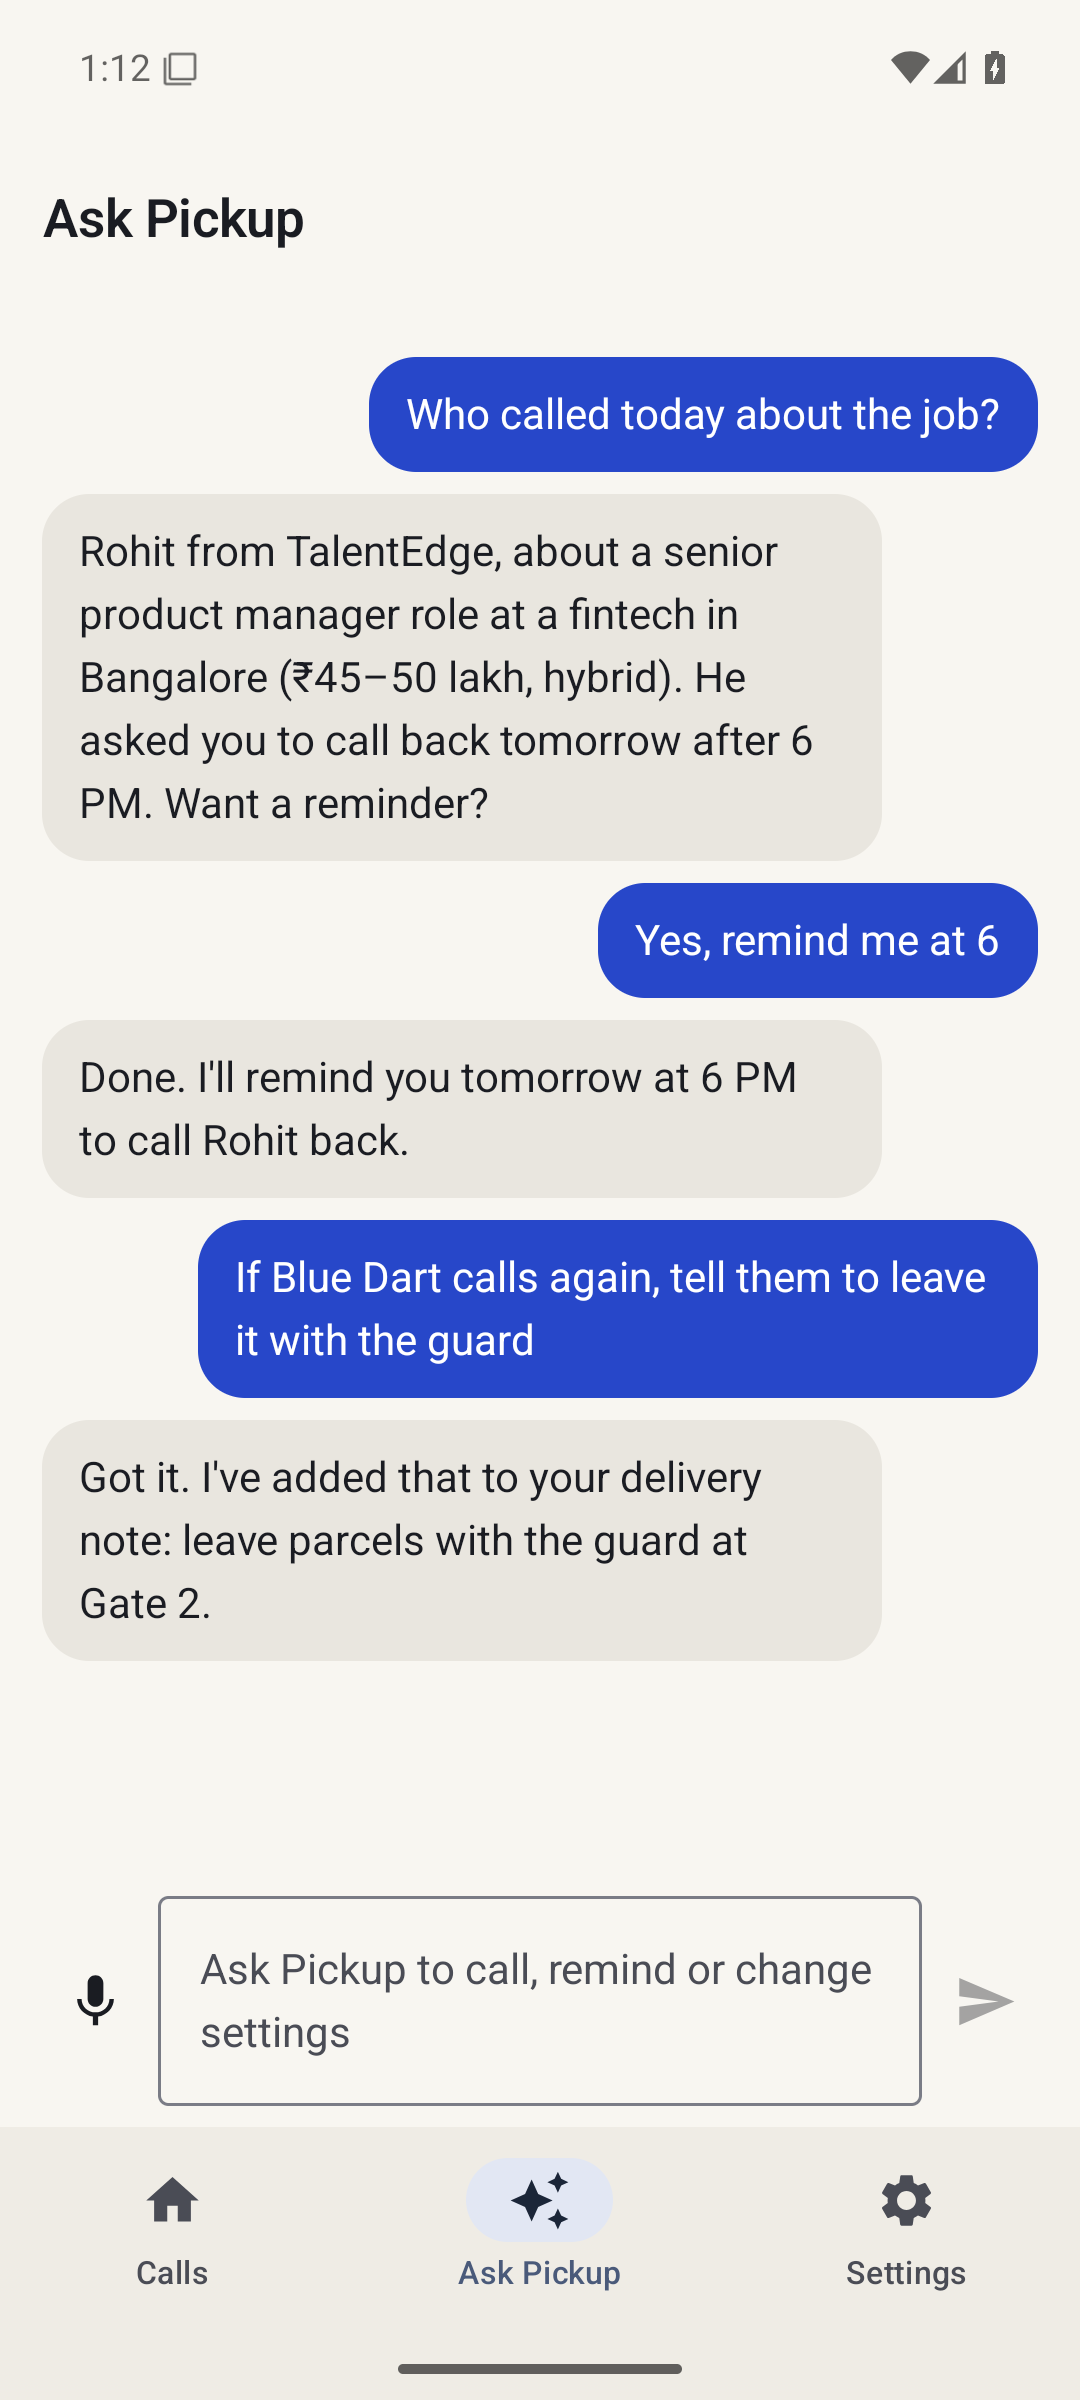 1:12
Ask Pickup
Who called today about the job?
Rohit from TalentEdge, about a senior
product manager role at a fintech in
Bangalore (₹45–50 lakh, hybrid). He
asked you to call back tomorrow after 6
PM. Want a reminder?
Yes, remind me at 6
Done. I'll remind you tomorrow at 6 PM
to call Rohit back.
If Blue Dart calls again, tell them to leave
it with the guard
Got it. I've added that to your delivery
note: leave parcels with the guard at
Gate 2.
Ask Pickup to call, remind or change
settings
Calls
Ask Pickup
Settings